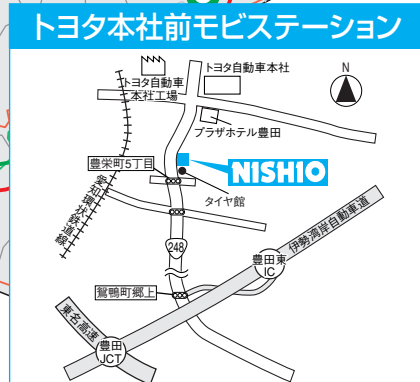 トヨタ本社前モビステーション
トヨタ自動車
本社工場
トヨタ自動車本社
N
プラザホテル豊田
豊栄町5丁目
NISHIO
タイヤ館
愛知環状鉄道線
248
伊勢湾岸自動車道
豊田東
IC
鴛鴨町郷上
東名高速
豊田
JCT